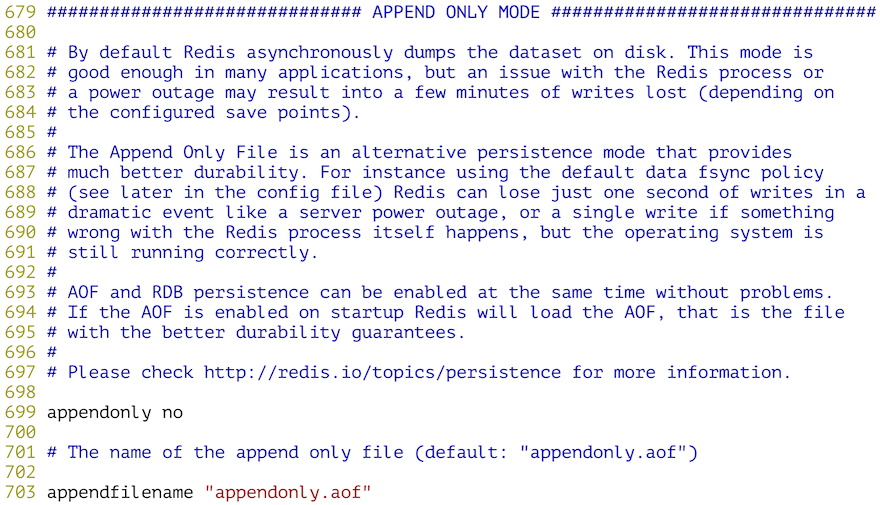 679 ############################## APPEND ONLY MODE ###############################
680
681 # By default Redis asynchronously dumps the dataset on disk. This mode is
682 # good enough in many applications, but an issue with the Redis process or
683 # a power outage may result into a few minutes of writes lost (depending on
684 # the configured save points).
685 #
686 # The Append Only File is an alternative persistence mode that provides
687 # much better durability. For instance using the default data fsync policy
688 # (see later in the config file) Redis can lose just one second of writes in a
689 # dramatic event like a server power outage, or a single write if something
690 # wrong with the Redis process itself happens, but the operating system is
691 # still running correctly.
692 #
693 # AOF and RDB persistence can be enabled at the same time without problems.
694 # If the AOF is enabled on startup Redis will load the AOF, that is the file
695 # with the better durability guarantees.
696 #
697 # Please check http://redis.io/topics/persistence for more information.
698
699 appendonly no
700
701 # The name of the append only file (default: "appendonly.aof")
702
703 appendfilename "appendonly.aof"